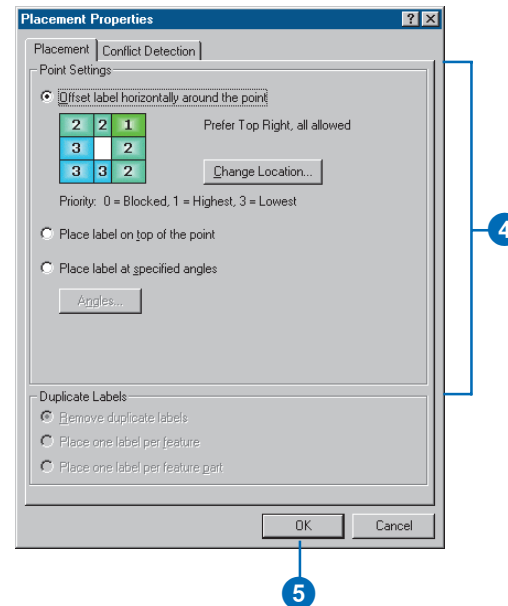 Placement Properties
? X
Placement
Conflict Detection
Point Settings
Offset label horizontally around the point
2 2 1
3 2
3 3 2
Prefer Top Right, all allowed
Change Location...
Priority: 0 = Blocked, 1 = Highest, 3 = Lowest
Place label on top of the point
Place label at specified angles
Angles...
Duplicate Labels
Remove duplicate labels
Place one label per feature
Place one label per feature part
OK
Cancel
4
5